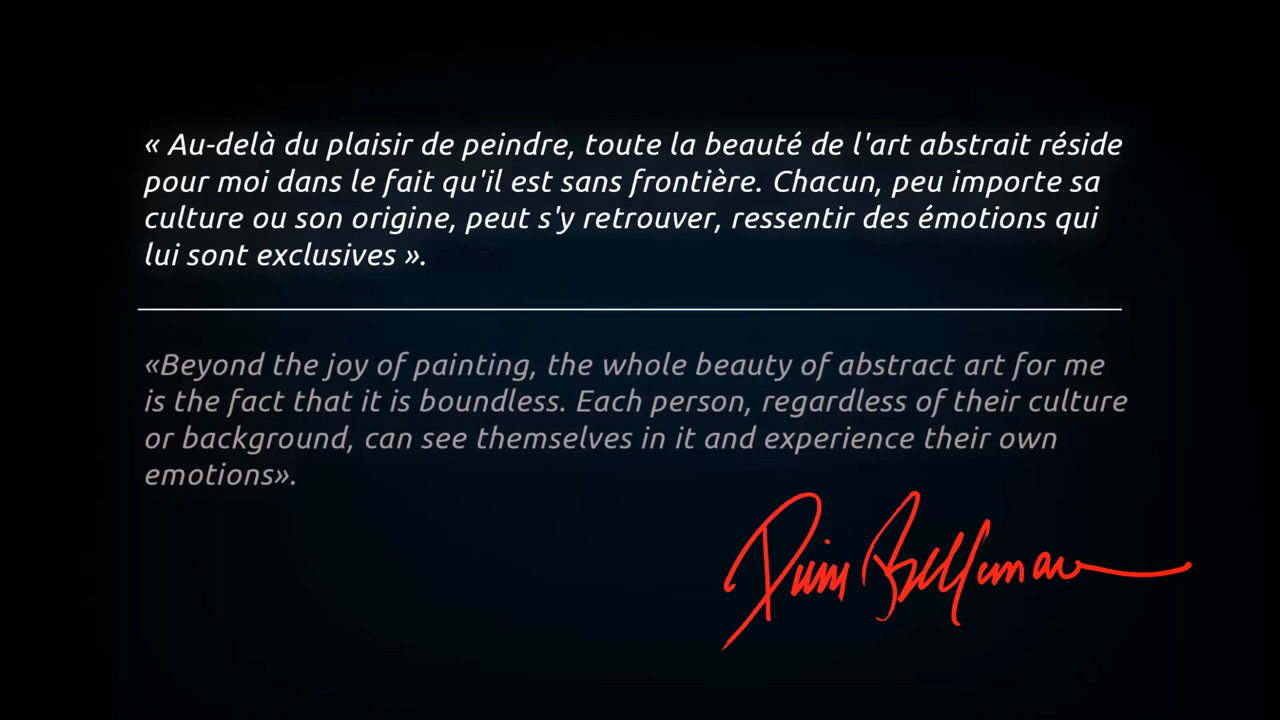 « Au-delà du plaisir de peindre, toute la beauté de l'art abstrait réside
pour moi dans le fait qu'il est sans frontière. Chacun, peu importe sa
culture ou son origine, peut s'y retrouver, ressentir des émotions qui
lui sont exclusives ».
«Beyond the joy of painting, the whole beauty of abstract art for me
is the fact that it is boundless. Each person, regardless of their culture
or background, can see themselves in it and experience their own
emotions».